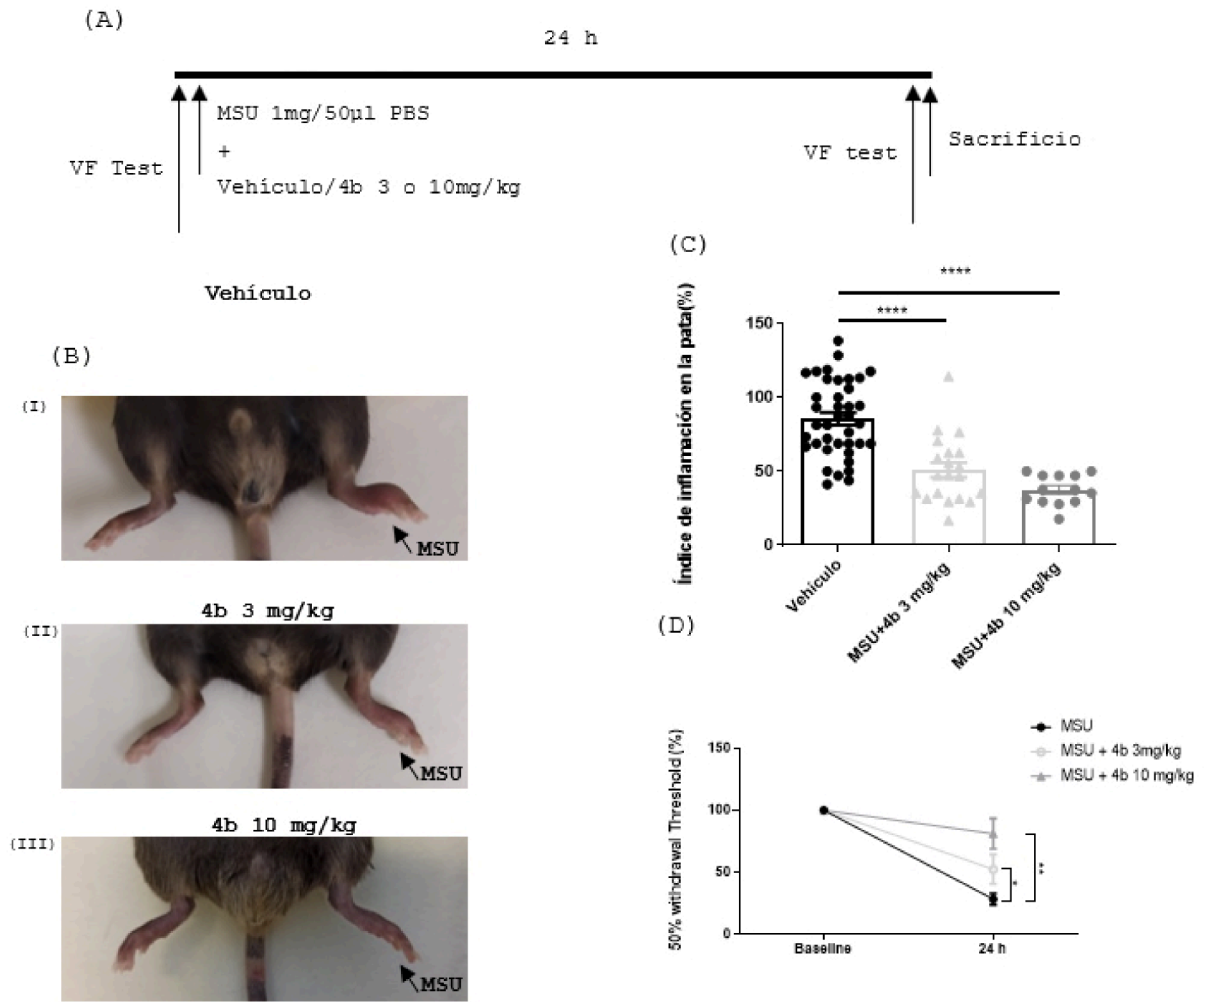 (A)
24 h
MSU 1mg/50µl PBS
+
Vehículo/4b 3 o 10mg/kg
VF Test
VF test
Sacrificio
Vehículo
(B)
(I)
MSU
4b 3 mg/kg
(II)
MSU
4b 10 mg/kg
(III)
MSU
(C)
****
****
Índice de inflamación en la pata(%)
150
100
50
0
Vehículo
MSU+4b 3 mg/kg
MSU+4b 10 mg/kg
(D)
MSU
MSU + 4b 3mg/kg
MSU + 4b 10 mg/kg
50% withdrawal Threshold (%)
150
100
50
0
*
**
Baseline
24 h